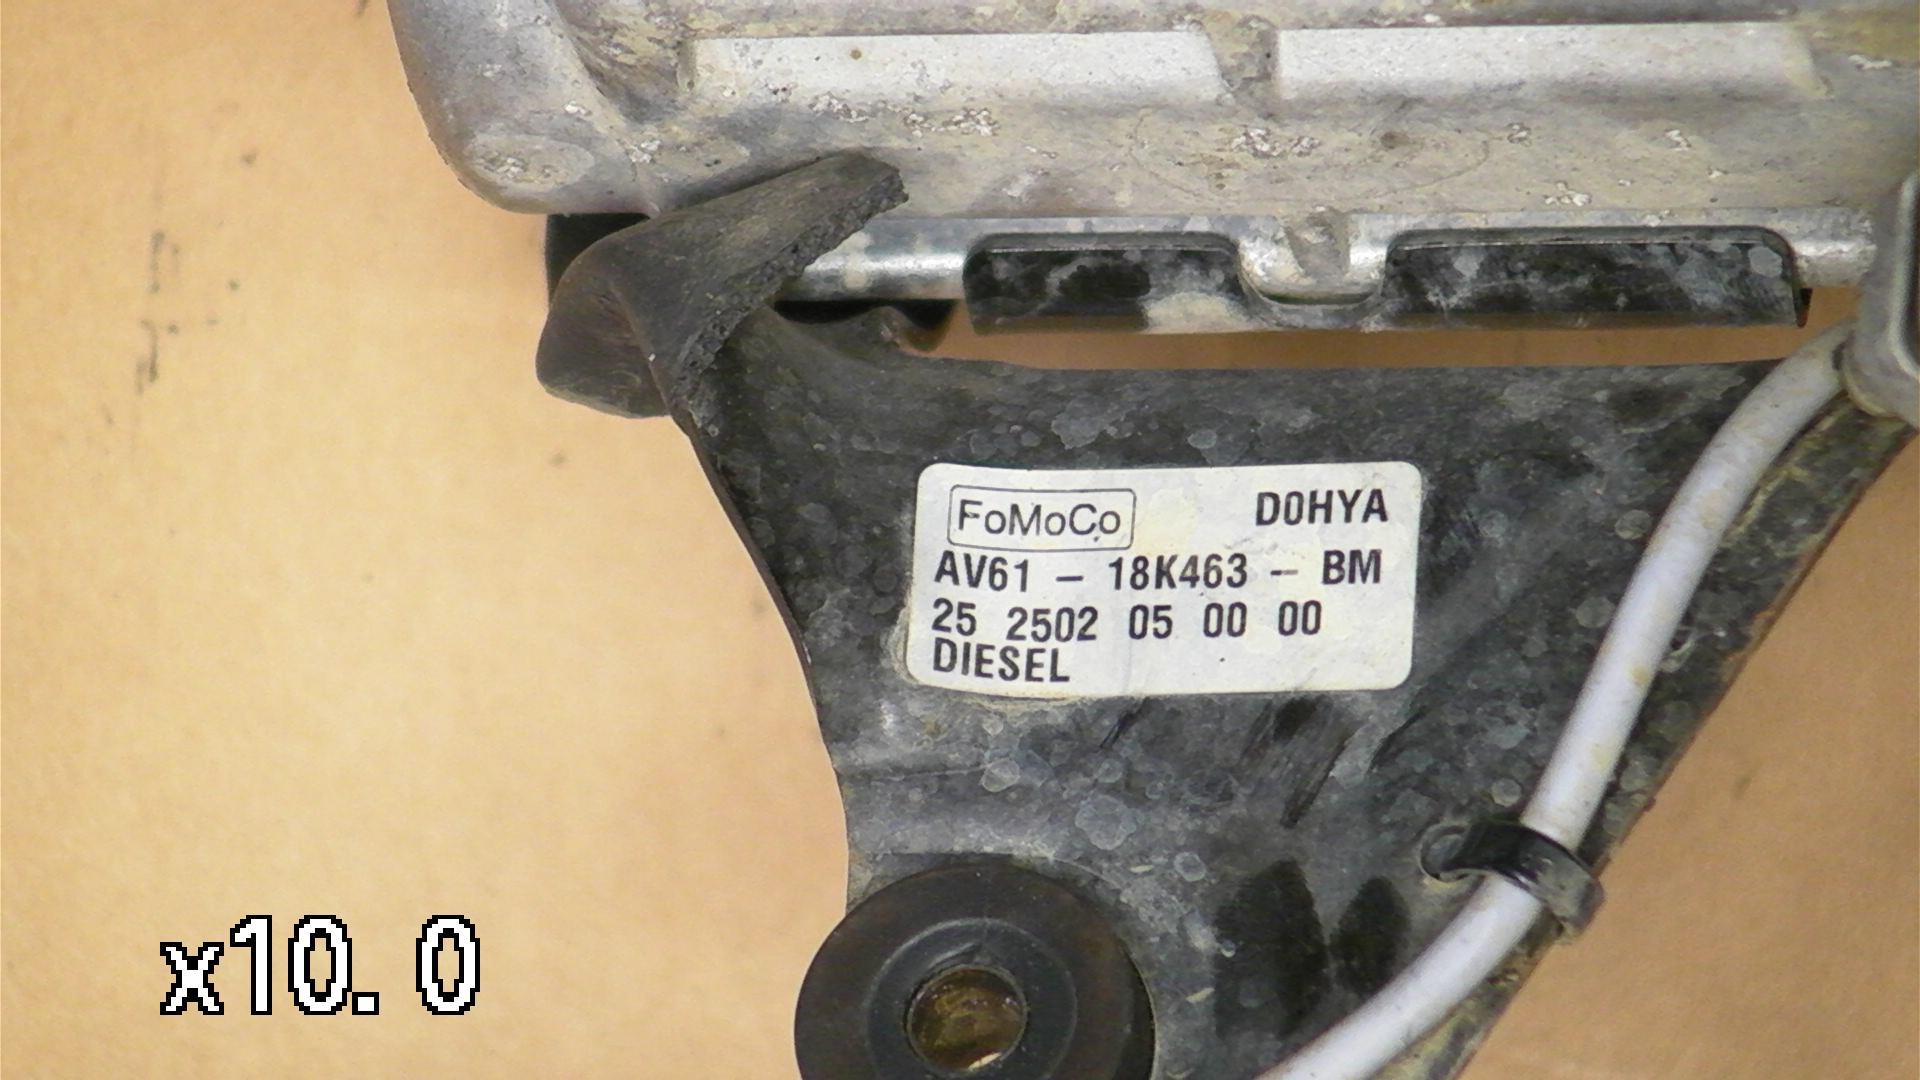 FoMoCo D0HYA
AV61 - 18K463 - BM
25 2502 05 00 00
DIESEL
x10.0